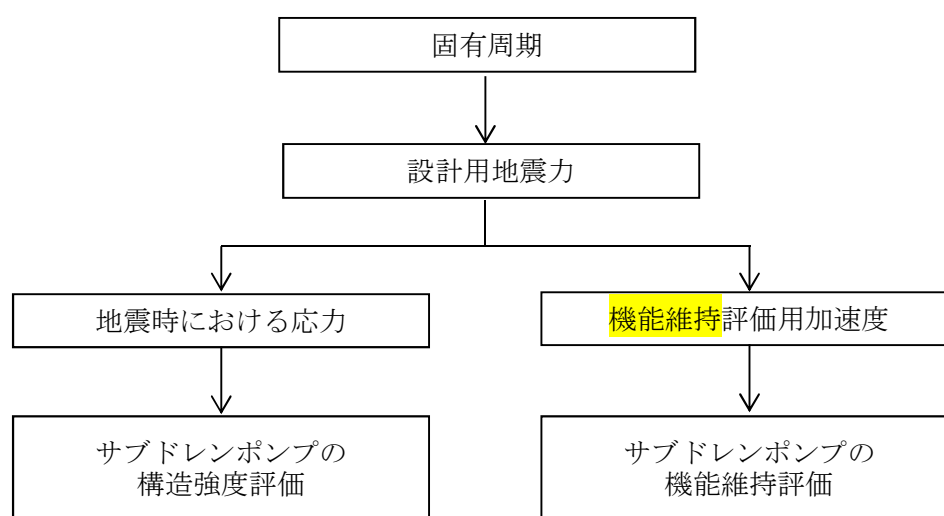 固有周期
設計用地震力
地震時における応力
機能維持評価用加速度
サブドレンポンプの
構造強度評価
サブドレンポンプの
機能維持評価